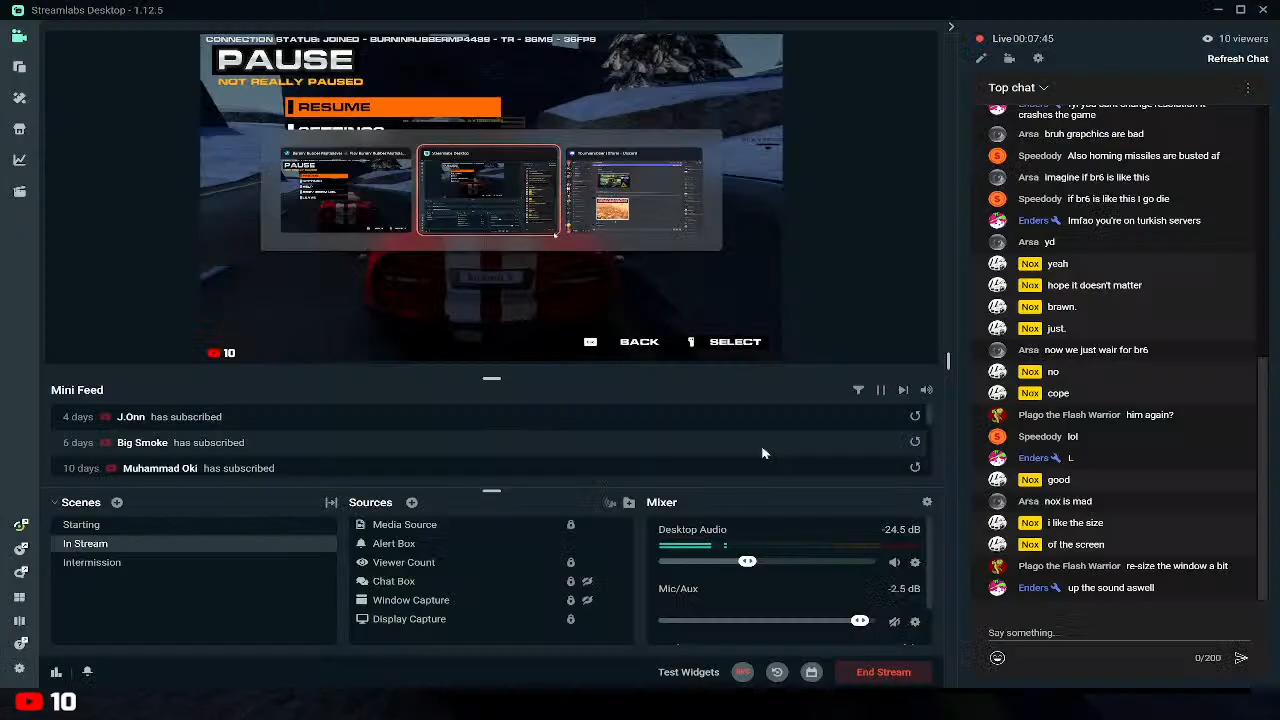 Streamlabs Desktop - 1.12.5
CONNECTION STATUS: JOINED - BURNINRUBBERMP4499 - TR - 86MS - 36FPS
PAUSE
NOT REALLY PAUSED
RESUME
SETTINGS
Streamlabs Desktop
PAUSE
BACK
SELECT
10
Mini Feed
4 days J.Onn has subscribed
6 days Big Smoke has subscribed
10 days Muhammad Oki has subscribed
Scenes
Starting
In Stream
Intermission
Sources
Media Source
Alert Box
Viewer Count
Chat Box
Window Capture
Display Capture
Mixer
Desktop Audio -24.5 dB
Mic/Aux -2.5 dB
Test Widgets
REC
End Stream
10
Live 00:07:45
10 viewers
Refresh Chat
Top chat
crashes the game
Arsa bruh grapchics are bad
Speedody Also homing missiles are busted af
Arsa imagine if br6 is like this
Speedody if br6 is like this I go die
Enders lmfao you're on turkish servers
Arsa yd
Nox yeah
Nox hope it doesn't matter
Nox brawn.
Nox just.
Arsa now we just wair for br6
Nox no
Nox cope
Plago the Flash Warrior him again?
Speedody lol
Enders L
Nox good
Arsa nox is mad
Nox i like the size
Nox of the screen
Plago the Flash Warrior re-size the window a bit
Enders up the sound aswell
Say something...
0/200